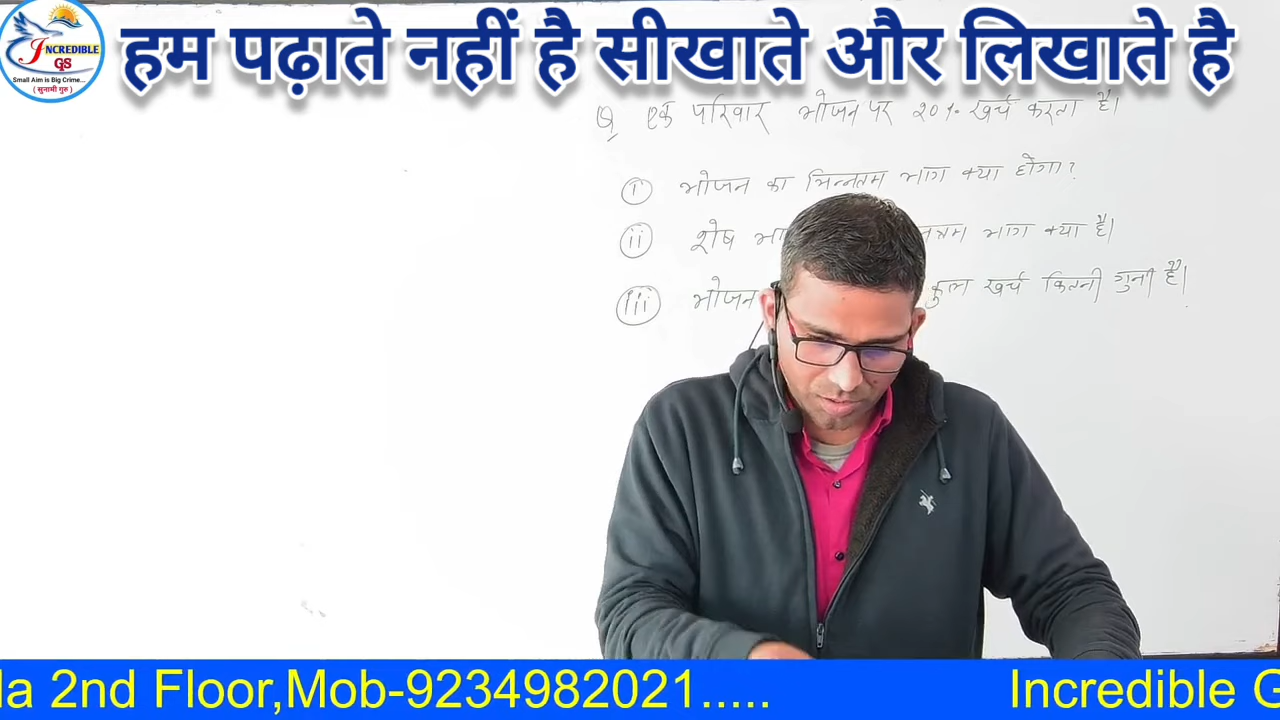 INCREDIBLE
GS
Small Aim is Big Crime...
( सुनामी गुरु )
हम पढ़ाते नहीं है सीखाते और लिखाते है
Q एक परिवार भोजन पर 20% खर्च करता है।
(i) भोजन का भिन्नतम भाग क्या होगा?
(ii) शेष भाग क्या है।
(iii) भोजन कुल खर्च कितनी गुनी है।
la 2nd Floor,Mob-9234982021..... Incredible G